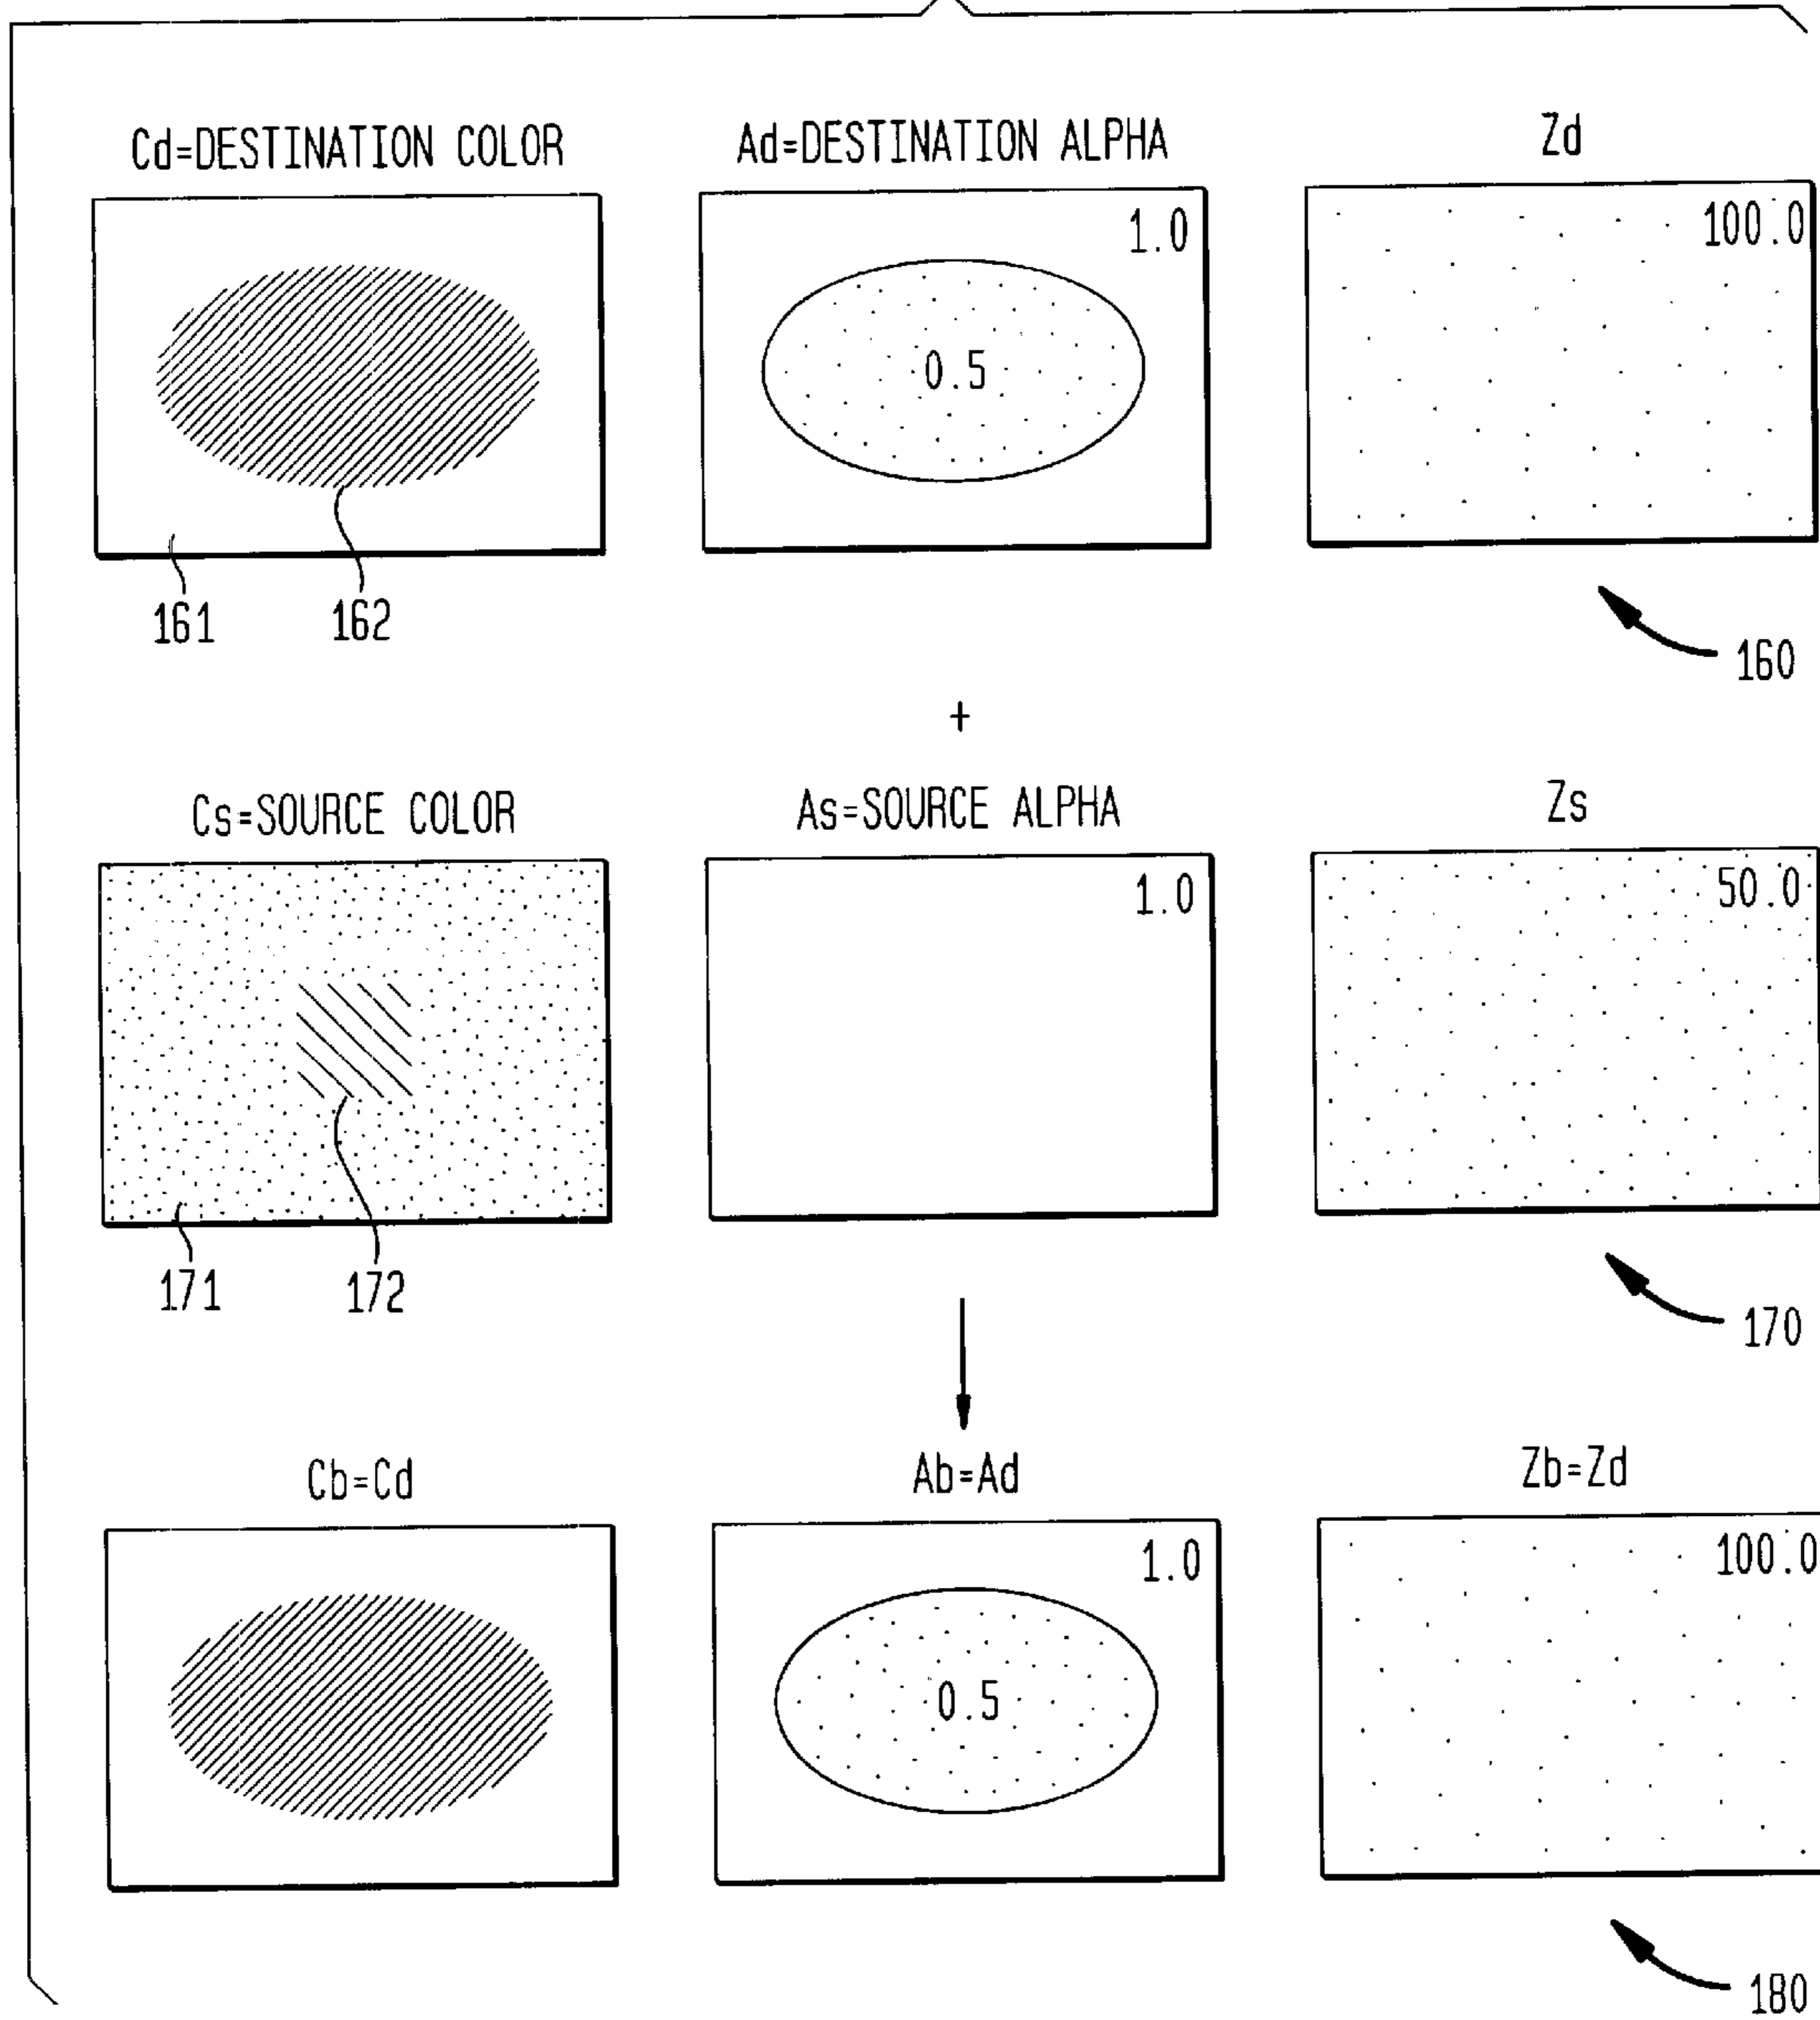 Cd=DESTINATION COLOR
Ad=DESTINATION ALPHA
Zd
1.0
100.0
0.5
161
162
160
+
Cs=SOURCE COLOR
As=SOURCE ALPHA
Zs
1.0
50.0
171
172
170
Cb=Cd
Ab=Ad
Zb=Zd
1.0
100.0
0.5
180